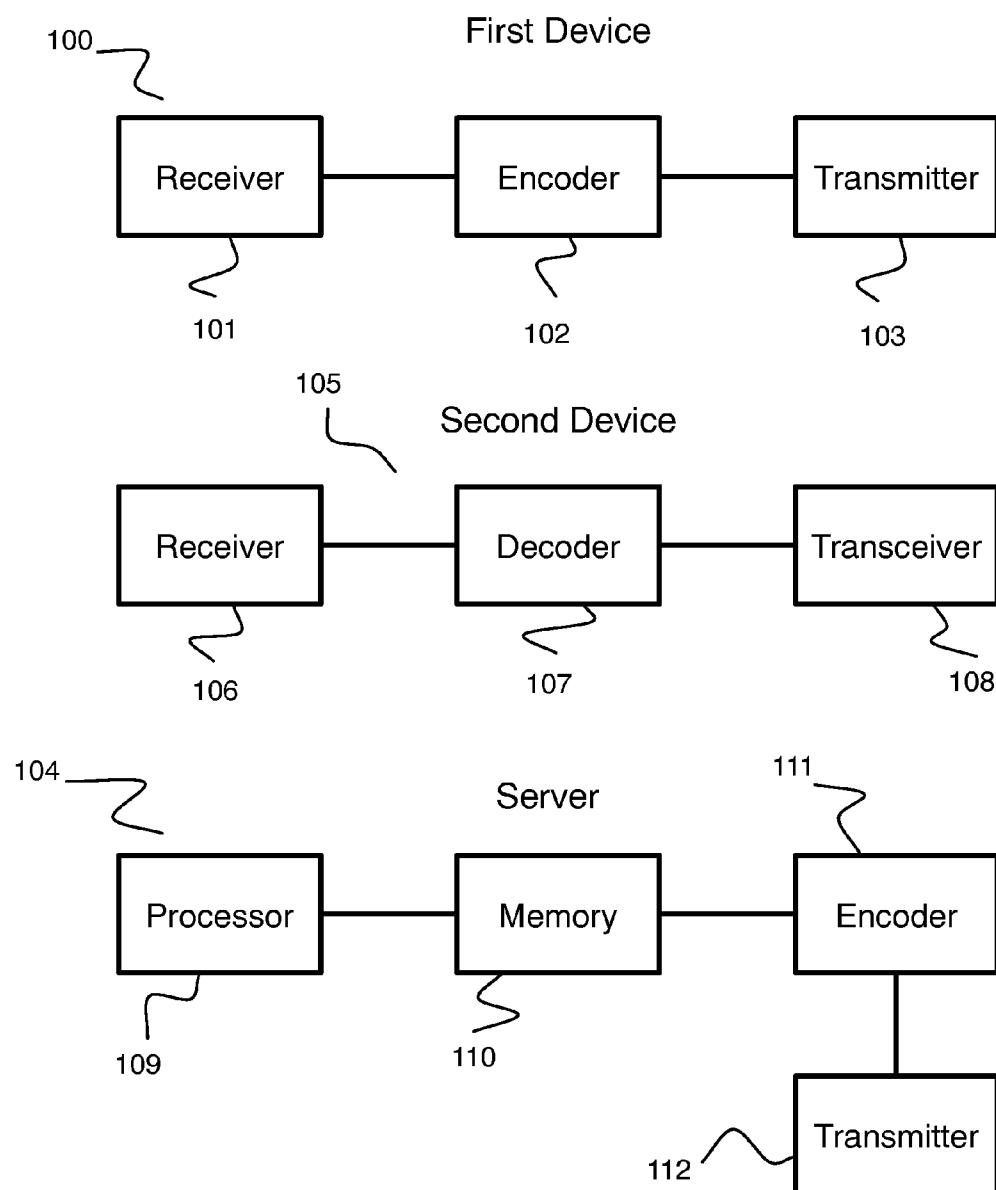 First Device
100
Receiver
Encoder
Transmitter
101
102
103
105
Second Device
Receiver
Decoder
Transceiver
106
107
108
104
Server
111
Processor
Memory
Encoder
109
110
Transmitter
112